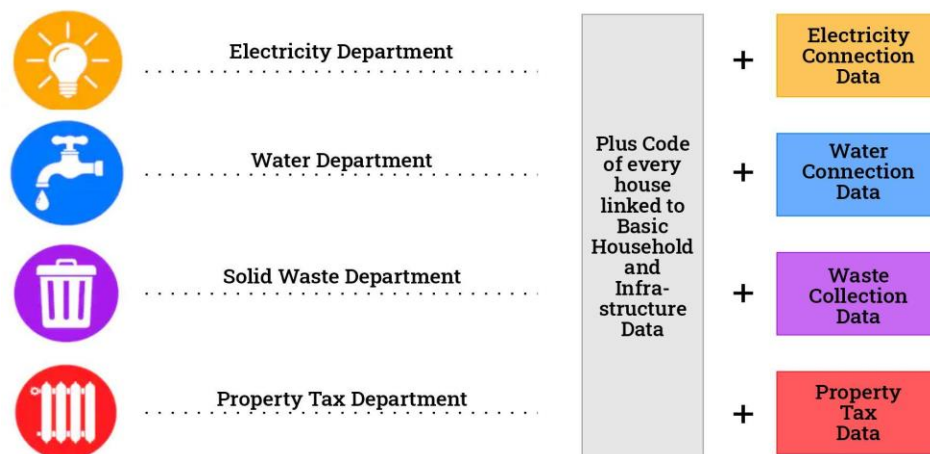 Electricity Department
+
Electricity
Connection
Data
Water Department
+
Water
Connection
Data
Plus Code
of every
house
linked to
Basic
Household
and
Infra-
structure
Data
Solid Waste Department
+
Waste
Collection
Data
Property Tax Department
+
Property
Tax
Data